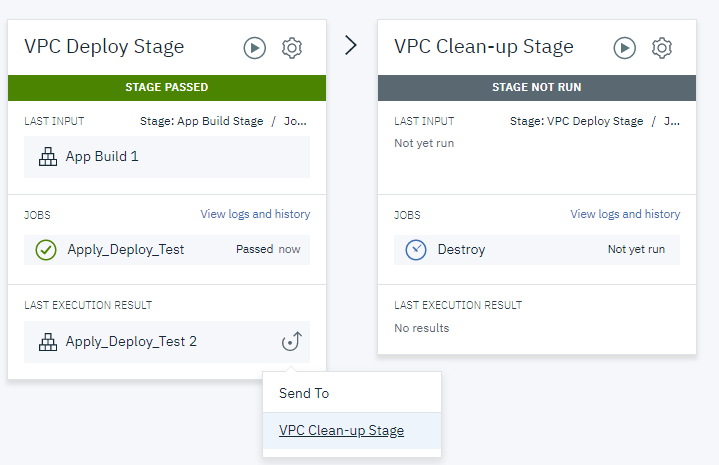 VPC Deploy Stage
STAGE PASSED
LAST INPUT Stage: App Build Stage / Jo...
App Build 1
JOBS View logs and history
Apply_Deploy_Test Passed now
LAST EXECUTION RESULT
Apply_Deploy_Test 2
Send To
VPC Clean-up Stage
VPC Clean-up Stage
STAGE NOT RUN
LAST INPUT Stage: VPC Deploy Stage / J...
Not yet run
JOBS View logs and history
Destroy Not yet run
LAST EXECUTION RESULT
No results